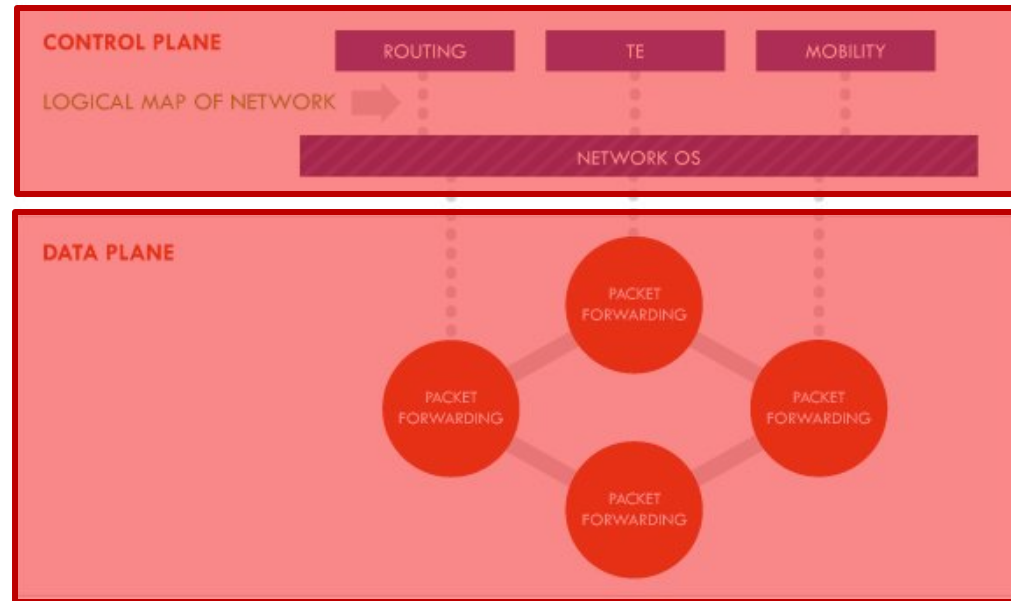 CONTROL PLANE
ROUTING
TE
MOBILITY
LOGICAL MAP OF NETWORK
NETWORK OS
DATA PLANE
PACKET
FORWARDING
PACKET
FORWARDING
PACKET
FORWARDING
PACKET
FORWARDING